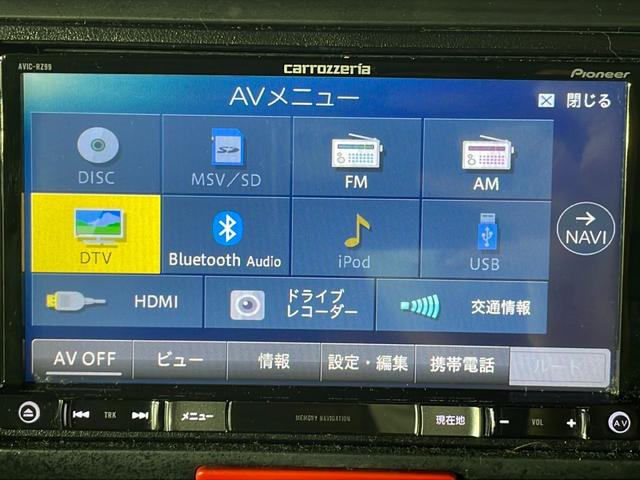 AVIC-RZ99
carrozzeria
Pioneer
AVメニュー
閉じる
DISC
MSV/SD
FM
AM
DTV
Bluetooth Audio
iPod
USB
NAVI
HDMI
ドライブ
レコーダー
交通情報
AV OFF
ビュー
情報
設定・編集
携帯電話
ルート
TRK
メニュー
MEMORY NAVIGATION
現在地
VOL
AV